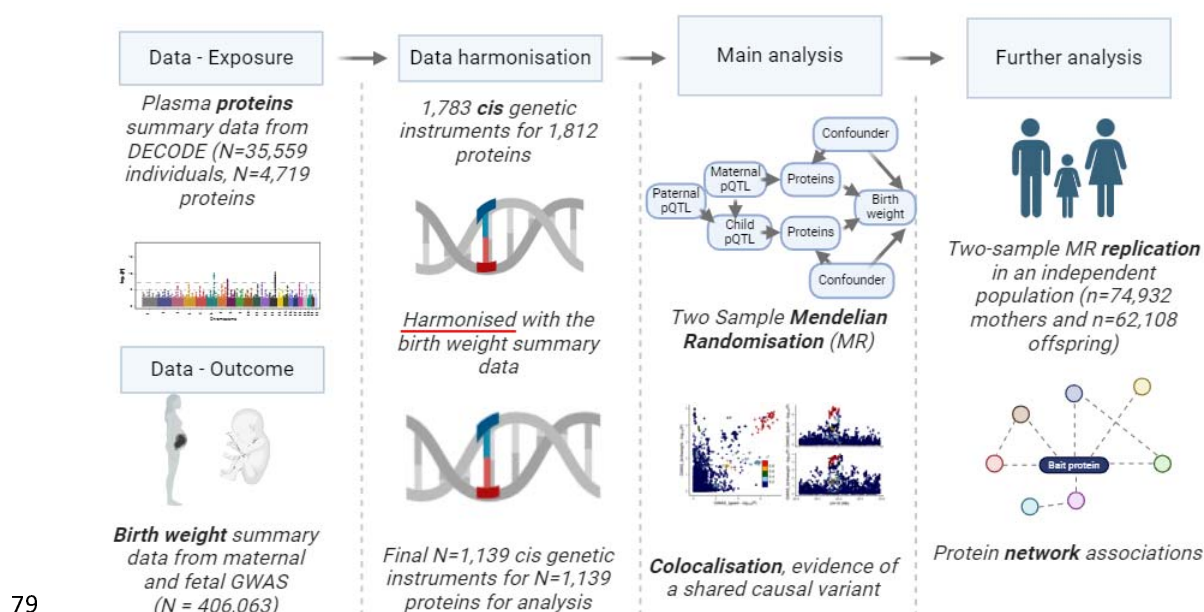 Data - Exposure
Plasma proteins
summary data from
DECODE (N=35,559
individuals, N=4,719
proteins)
Chromosome
Data - Outcome
Birth weight summary
data from maternal
and fetal GWAS
(N = 406,063)
Data harmonisation
1,783 cis genetic
instruments for 1,812
proteins
Harmonised with the
birth weight summary
data
Final N=1,139 cis genetic
instruments for N=1,139
proteins for analysis
Main analysis
Confounder
Maternal
pQTL
Proteins
Paternal
pQTL
Birth
weight
Child
pQTL
Proteins
Confounder
Two Sample Mendelian
Randomisation (MR)
Colocalisation, evidence of
a shared causal variant
Further analysis
Two-sample MR replication
in an independent
population (n=74,932
mothers and n=62,108
offspring)
Bait protein
Protein network associations
79